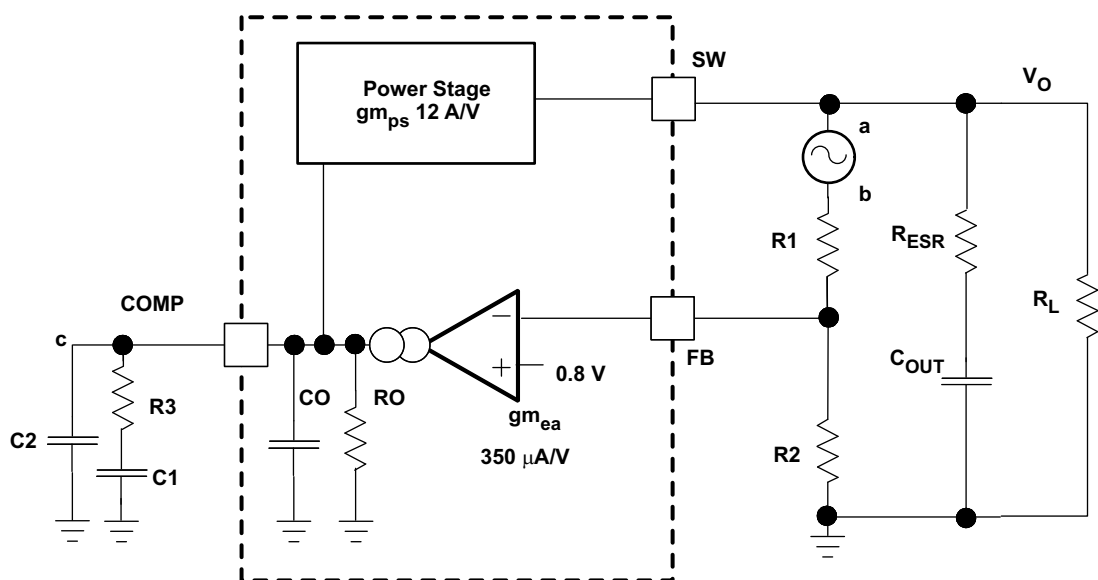 SW
Power Stage
gm_ps 12 A/V
V_O
a
b
R1
R_ESR
R_L
COMP
c
FB
0.8 V
C_OUT
R3
CO
RO
gm_ea
350 µA/V
C2
C1
R2